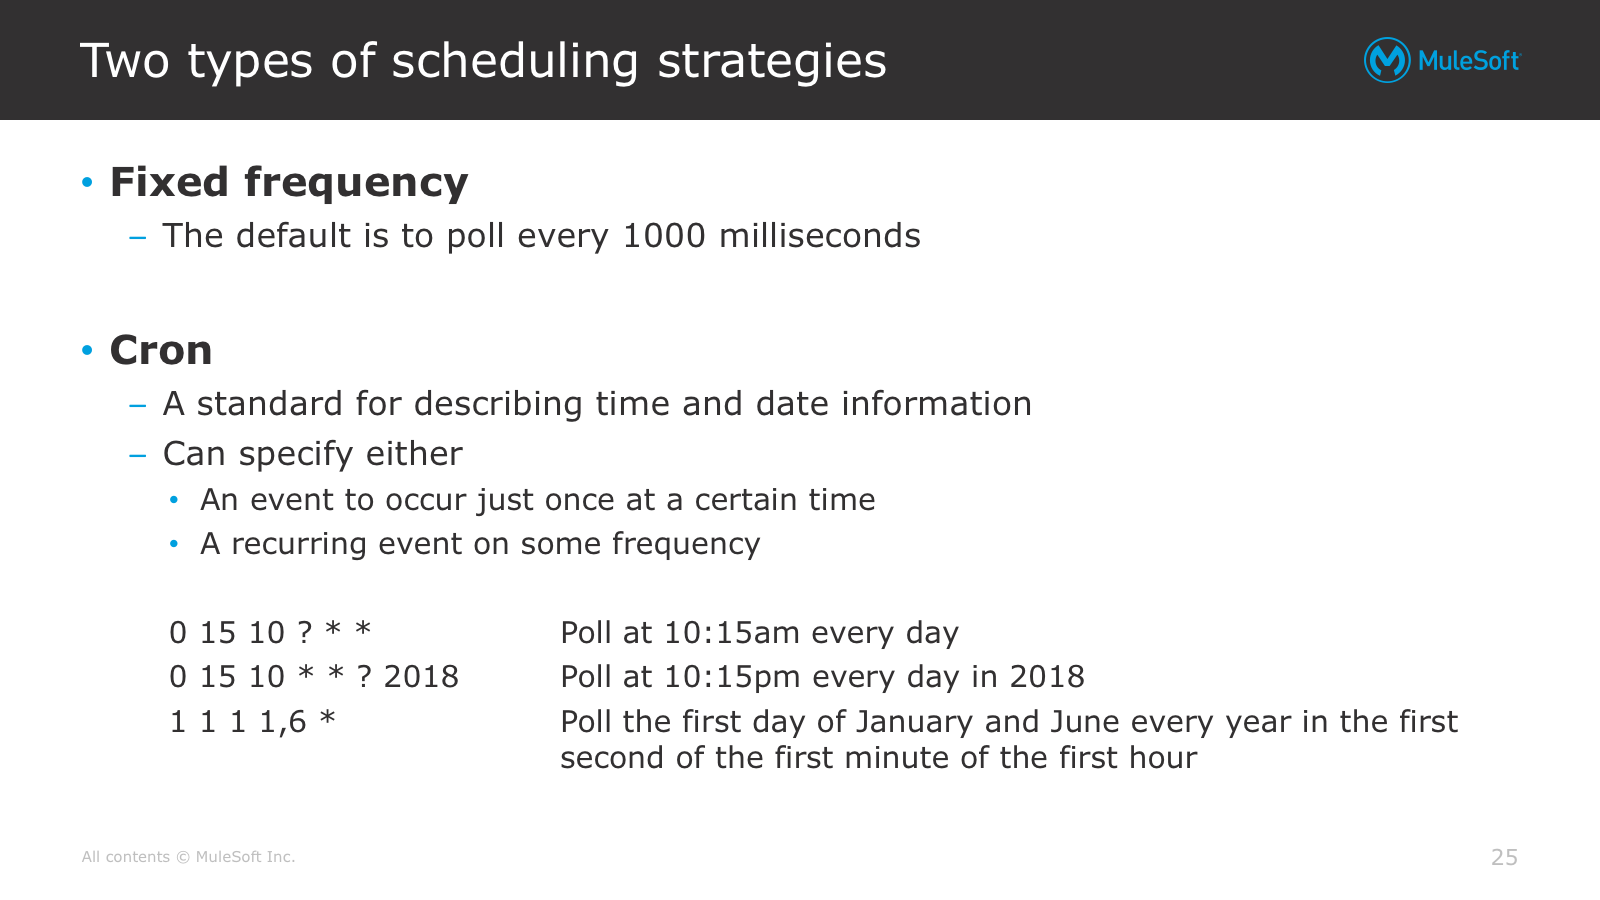 Two types of scheduling strategies
MuleSoft
• Fixed frequency
– The default is to poll every 1000 milliseconds
• Cron
– A standard for describing time and date information
– Can specify either
• An event to occur just once at a certain time
• A recurring event on some frequency
0 15 10 ? * * Poll at 10:15am every day
0 15 10 * * ? 2018 Poll at 10:15pm every day in 2018
1 1 1 1,6 * Poll the first day of January and June every year in the first
second of the first minute of the first hour
All contents © MuleSoft Inc.
25